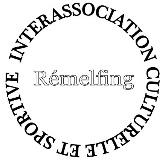 INTERASSOCIATION CULTURELLE ET SPORTIVE
Rémelfing